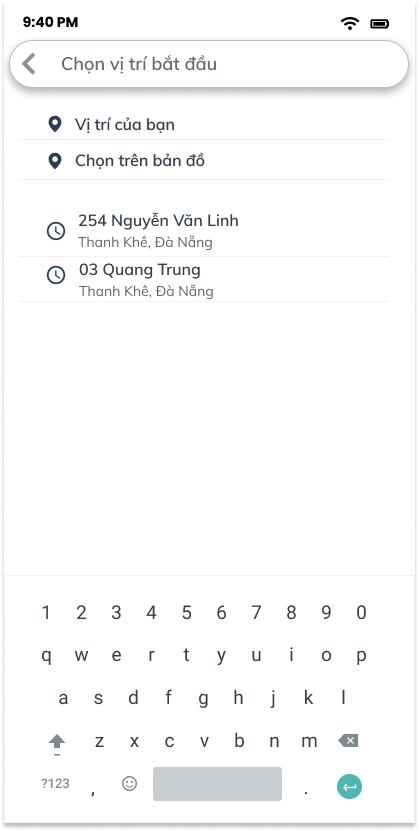 9:40 PM
Chọn vị trí bắt đầu
Vị trí của bạn
Chọn trên bản đồ
254 Nguyễn Văn Linh
Thanh Khê, Đà Nẵng
03 Quang Trung
Thanh Khê, Đà Nẵng
1 2 3 4 5 6 7 8 9 0
q w e r t y u i o p
a s d f g h j k l
z x c v b n m
?123 , .